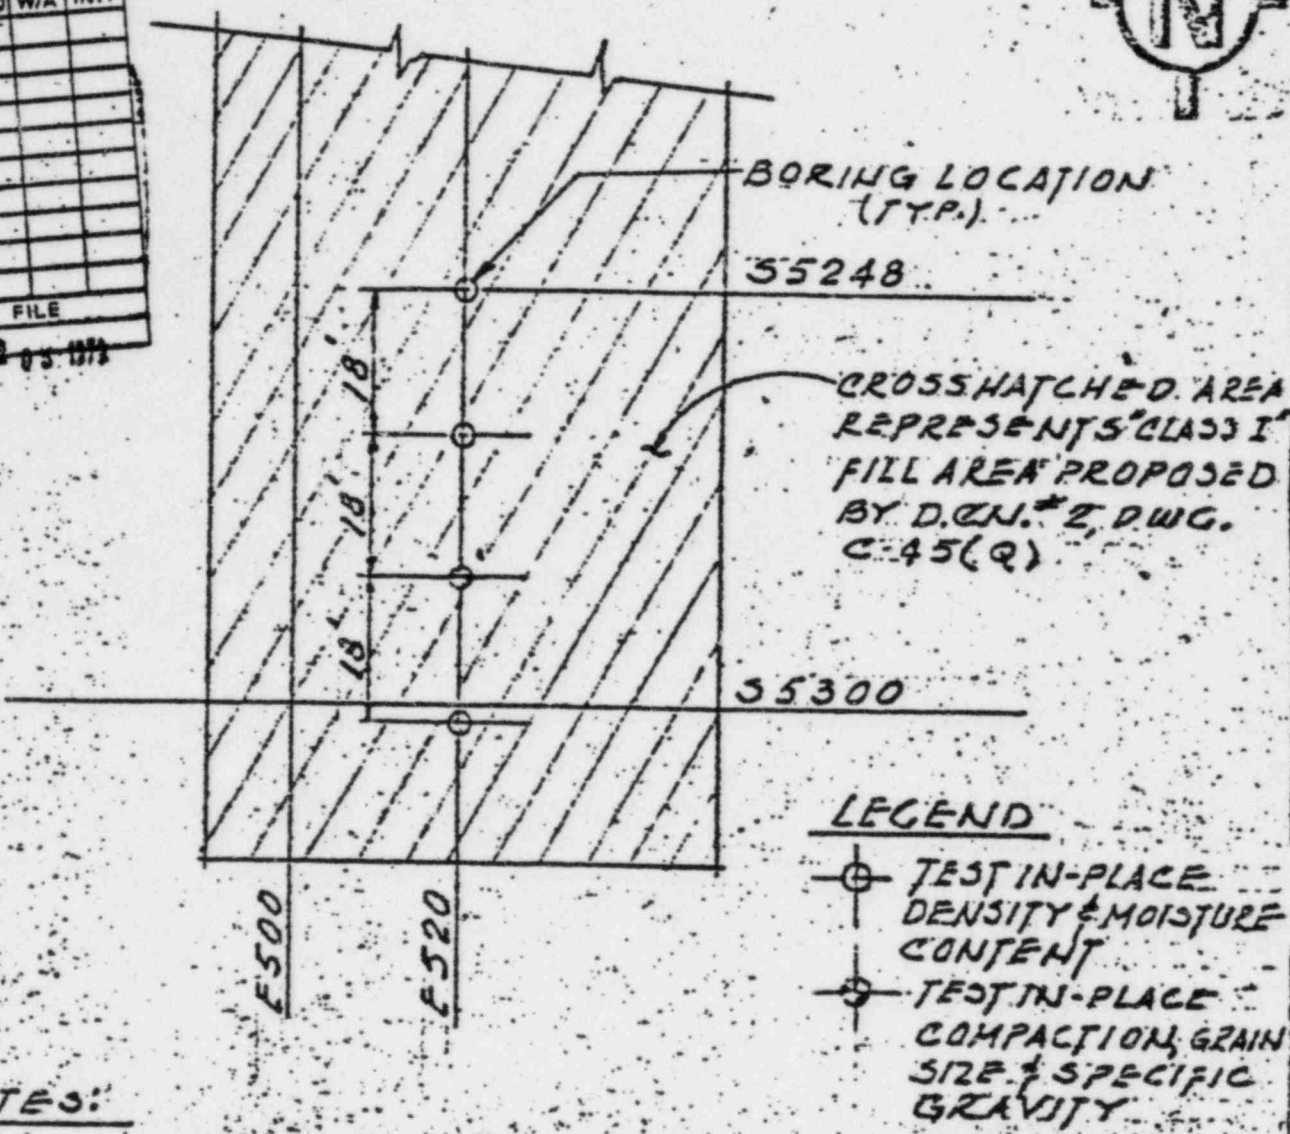 W/A
FILE
05 1972
N
BORING LOCATION
(TYP.)
S5248
18'
18'
18'
CROSSHATCHED AREA
REPRESENTS "CLASS I"
FILL AREA PROPOSED
BY D.C.N. #2, DWG.
C-45(Q)
S5300
E500
E520
LEGEND
TEST IN-PLACE
DENSITY & MOISTURE
CONTENT
TEST IN-PLACE
COMPACTION, GRAIN
SIZE & SPECIFIC
GRAVITY
TES: